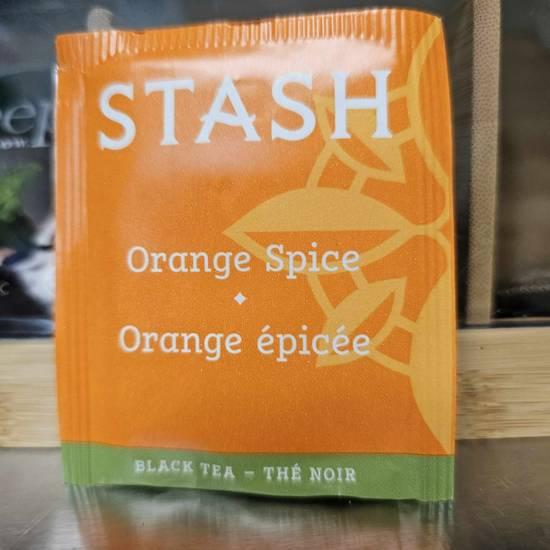 STASH
Orange Spice
Orange épicée
BLACK TEA – THÉ NOIR